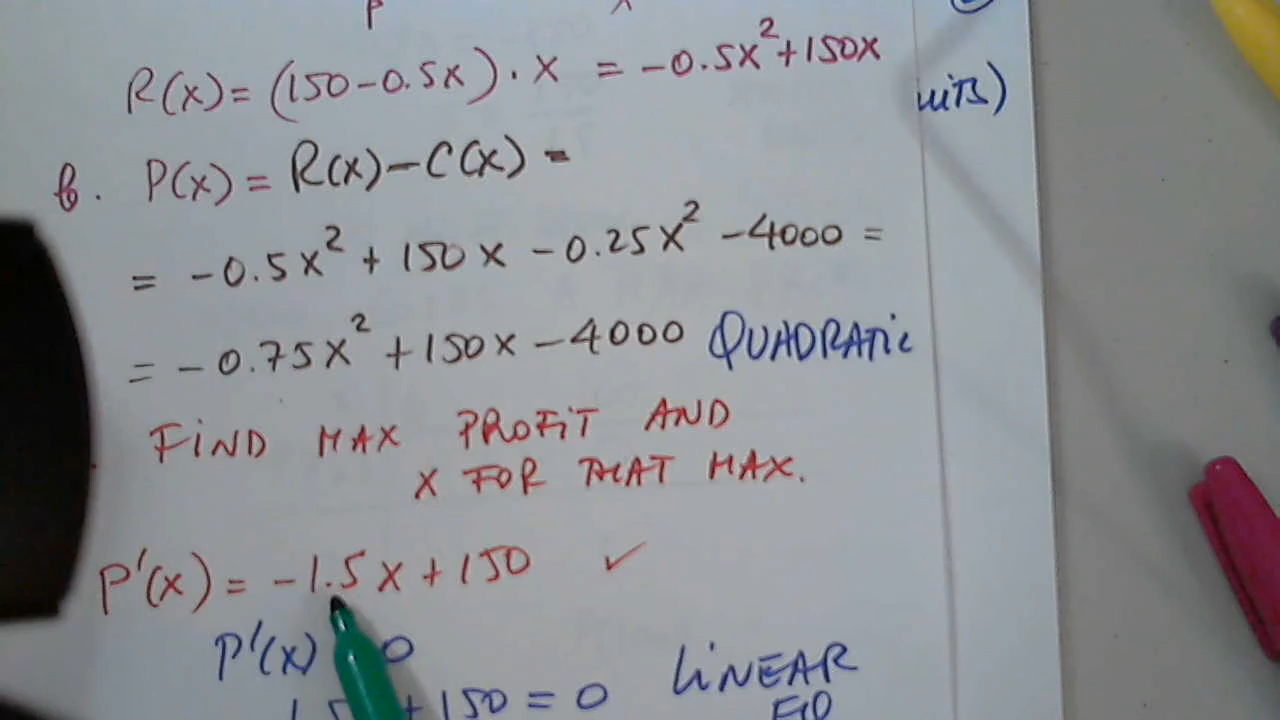 R(x) = (150-0.5x) · x = -0.5x² + 150x
b. P(x) = R(x) - C(x) =
= -0.5x² + 150x - 0.25x² - 4000 =
= -0.75x² + 150x - 4000 QUADRATIC
FIND MAX PROFIT AND
X FOR THAT MAX.
P'(x) = -1.5x + 150 ✓
P'(x) 0
+ 150 = 0 LINEAR